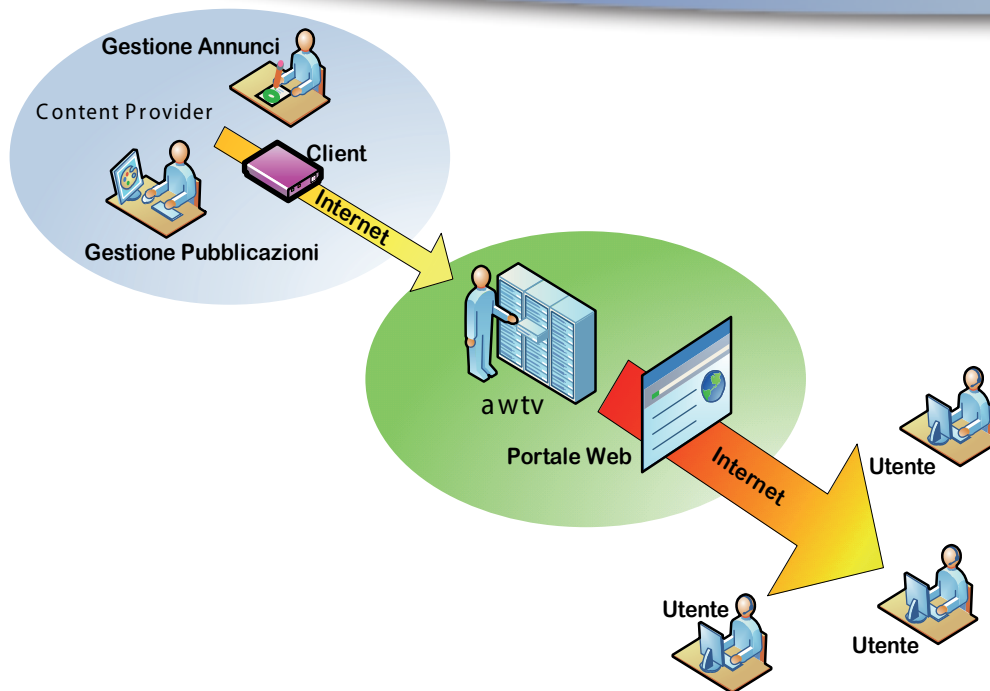 Gestione Annunci
Content Provider
Client
Internet
Gestione Pubblicazioni
awtv
Portale Web
Internet
Utente
Utente
Utente